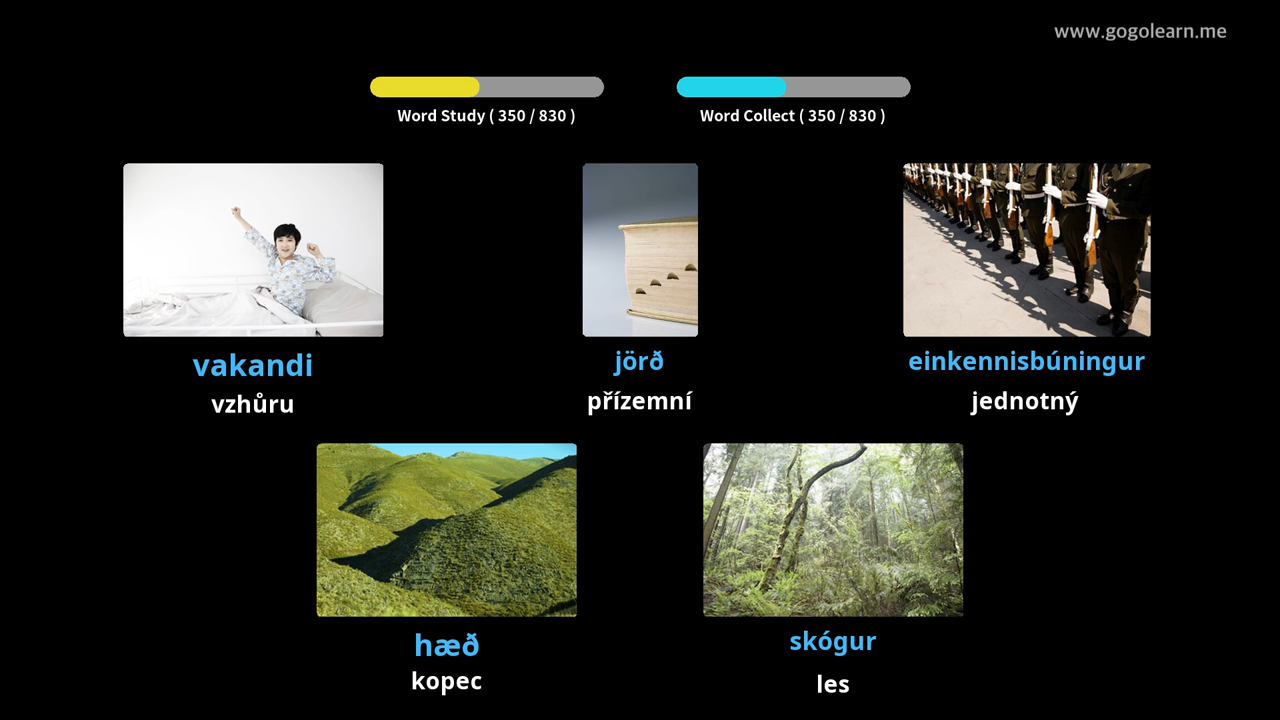 www.gogolearn.me
Word Study ( 350 / 830 )
Word Collect ( 350 / 830 )
vakandi
vzhůru
jörð
přízemní
einkennisbúningur
jednotný
hæð
kopec
skógur
les